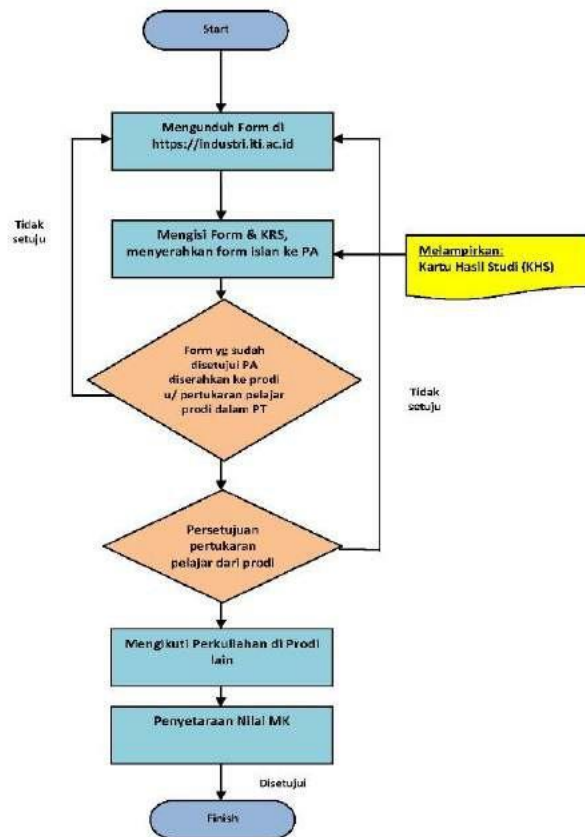 Start
Mengunduh Form di
https://industri.iti.ac.id
Tidak
setuju
Mengisi Form & KRS,
menyerahkan form isian ke PA
Melampirkan:
Kartu Hasil Studi (KHS)
Form yg sudah
disetujui PA
diserahkan ke prodi
u/ pertukaran pelajar
prodi dalam PT
Tidak
setuju
Persetujuan
pertukaran
pelajar dari prodi
Mengikuti Perkuliahan di Prodi
lain
Penyetaraan Nilai MK
Disetujui
Finish